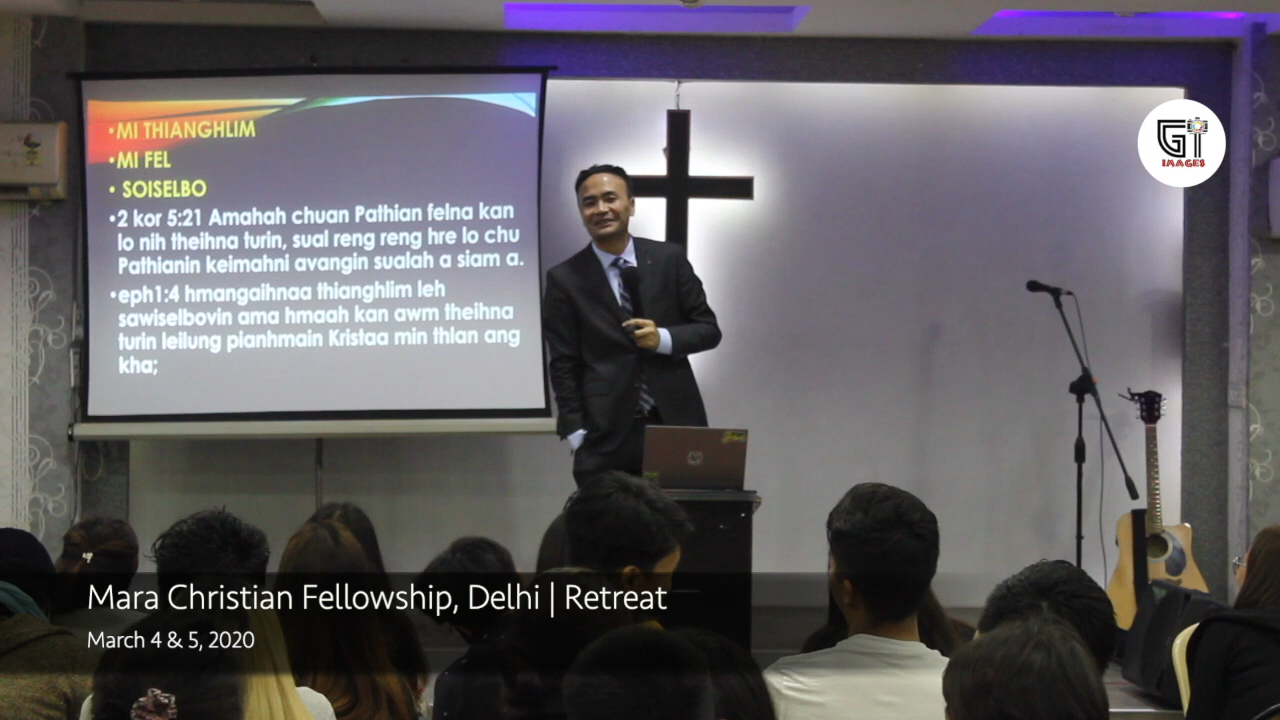 •MI THIANGHLIM
•MI FEL
• SOISELBO
•2 kor 5:21 Amahah chuan Pathian felna kan
lo nih theihna turin, sual reng reng hre lo chu
Pathianin keimahni avangin sualah a siam a.
•eph1:4 hmangaihnaa thianghlim leh
sawiselbovin ama hmaah kan awm theihna
turin leilung pianhmain Kristaa min thlan ang
kha;
GT
IMAGES
Mara Christian Fellowship, Delhi | Retreat
March 4 & 5, 2020